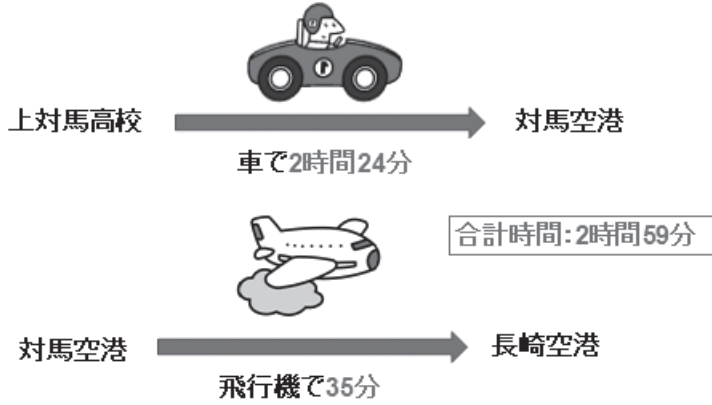 上対馬高校
対馬空港
車で2時間24分
合計時間:2時間59分
対馬空港
長崎空港
飛行機で35分